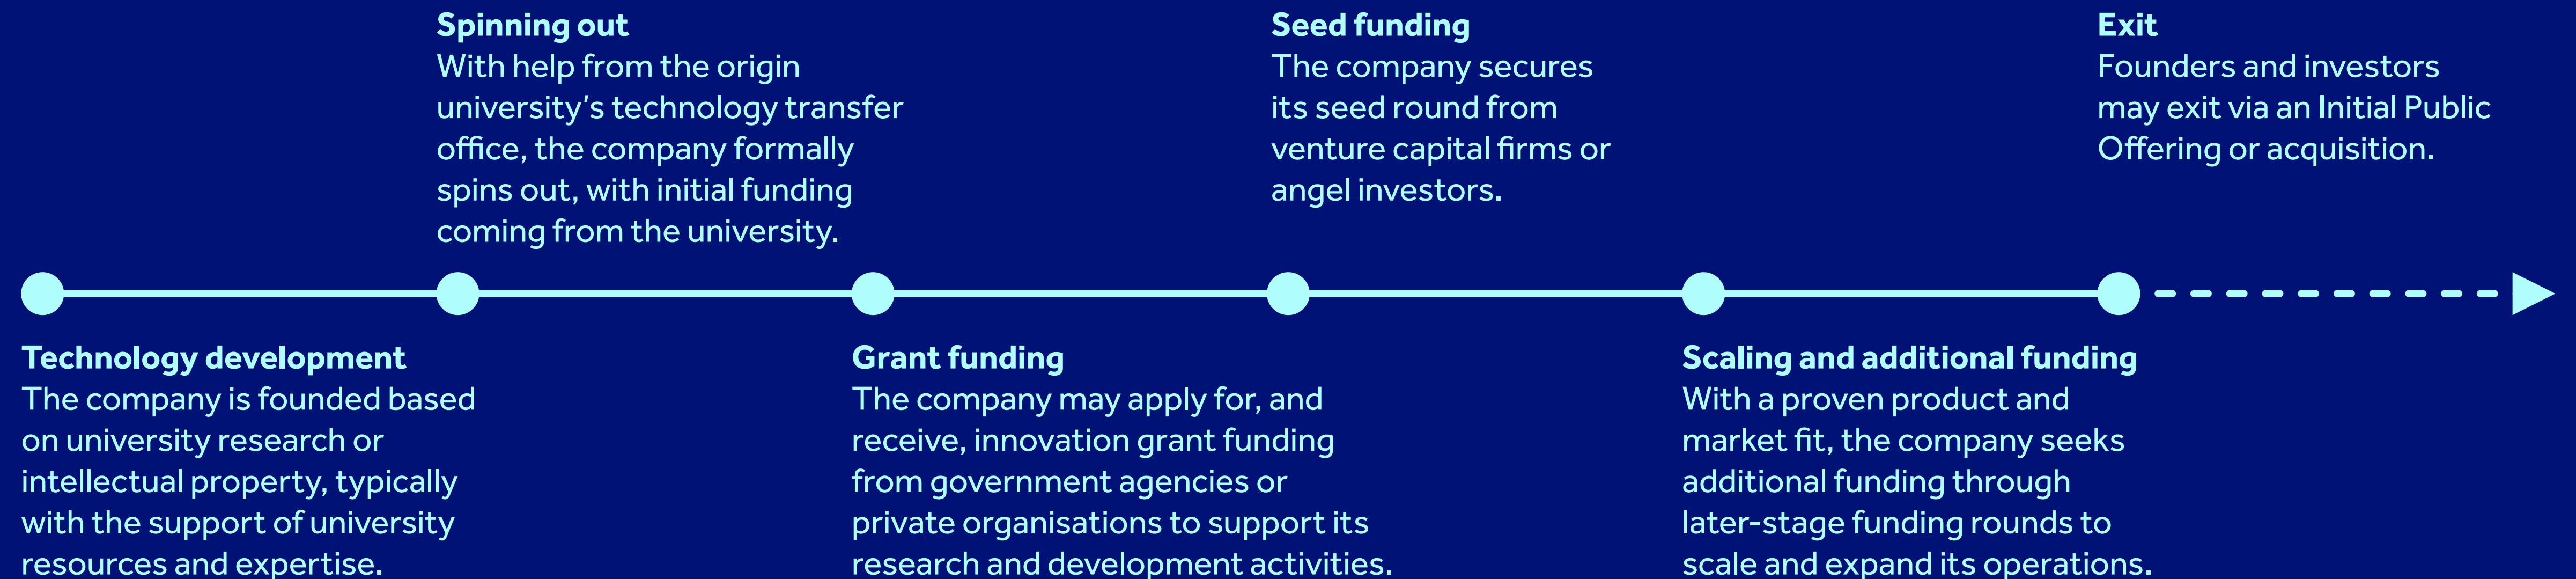 Spinning out
With help from the origin
university’s technology transfer
office, the company formally
spins out, with initial funding
coming from the university.
Seed funding
The company secures
its seed round from
venture capital firms or
angel investors.
Exit
Founders and investors
may exit via an Initial Public
Offering or acquisition.
Technology development
The company is founded based
on university research or
intellectual property, typically
with the support of university
resources and expertise.
Grant funding
The company may apply for, and
receive, innovation grant funding
from government agencies or
private organisations to support its
research and development activities.
Scaling and additional funding
With a proven product and
market fit, the company seeks
additional funding through
later-stage funding rounds to
scale and expand its operations.